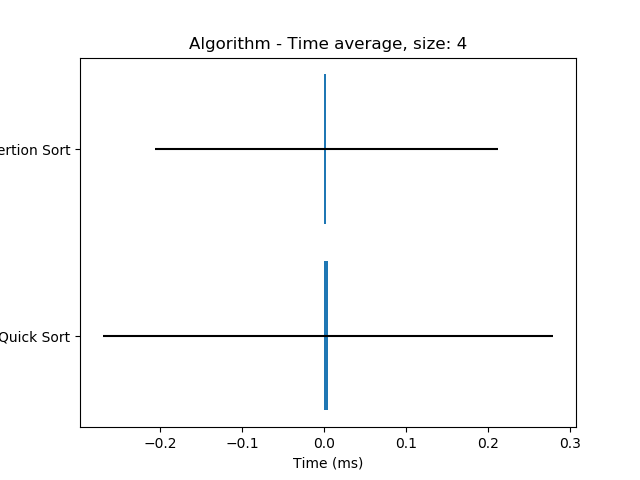 Algorithm - Time average, size: 4
ertion Sort
Quick Sort
−0.2 −0.1 0.0 0.1 0.2 0.3
Time (ms)